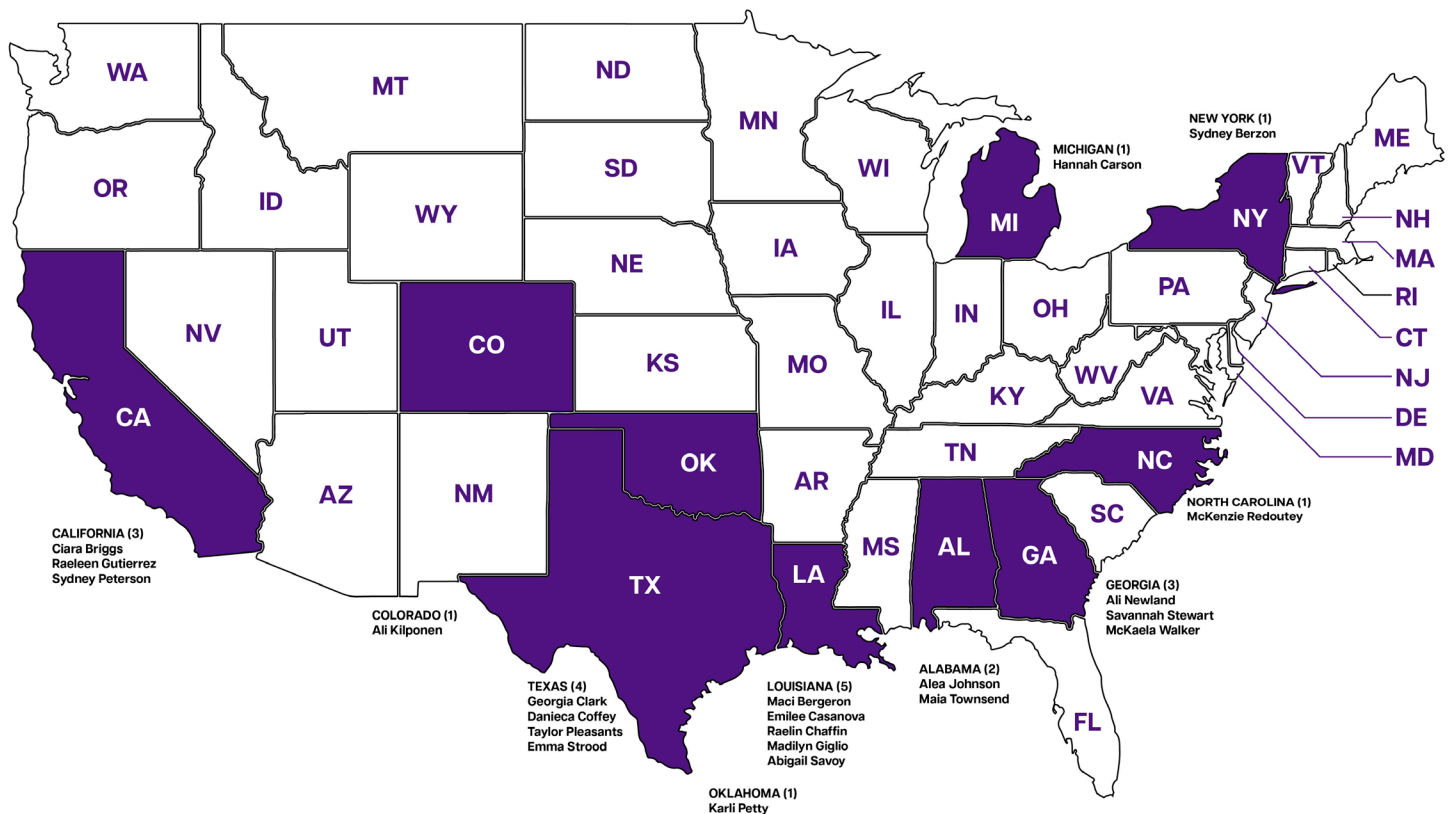 WA
MT
ND
MN
OR
ID
WY
SD
WI
MICHIGAN (1)
Hannah Carson
MI
NEW YORK (1)
Sydney Berzon
NY
VT
ME
NH
MA
RI
CT
NJ
DE
MD
NE
IA
IL
IN
OH
PA
NV
UT
CO
KS
MO
KY
WV
VA
CA
AZ
NM
OK
AR
TN
NC
NORTH CAROLINA (1)
McKenzie Redoutey
SC
TX
LA
MS
AL
GA
FL
CALIFORNIA (3)
Ciara Briggs
Raeleen Gutierrez
Sydney Peterson
COLORADO (1)
Ali Kilponen
TEXAS (4)
Georgia Clark
Danieca Coffey
Taylor Pleasants
Emma Strood
LOUISIANA (5)
Maci Bergeron
Emilee Casanova
Raelin Chaffin
Madilyn Giglio
Abigail Savoy
OKLAHOMA (1)
Karli Petty
ALABAMA (2)
Alea Johnson
Maia Townsend
GEORGIA (3)
Ali Newland
Savannah Stewart
McKaela Walker